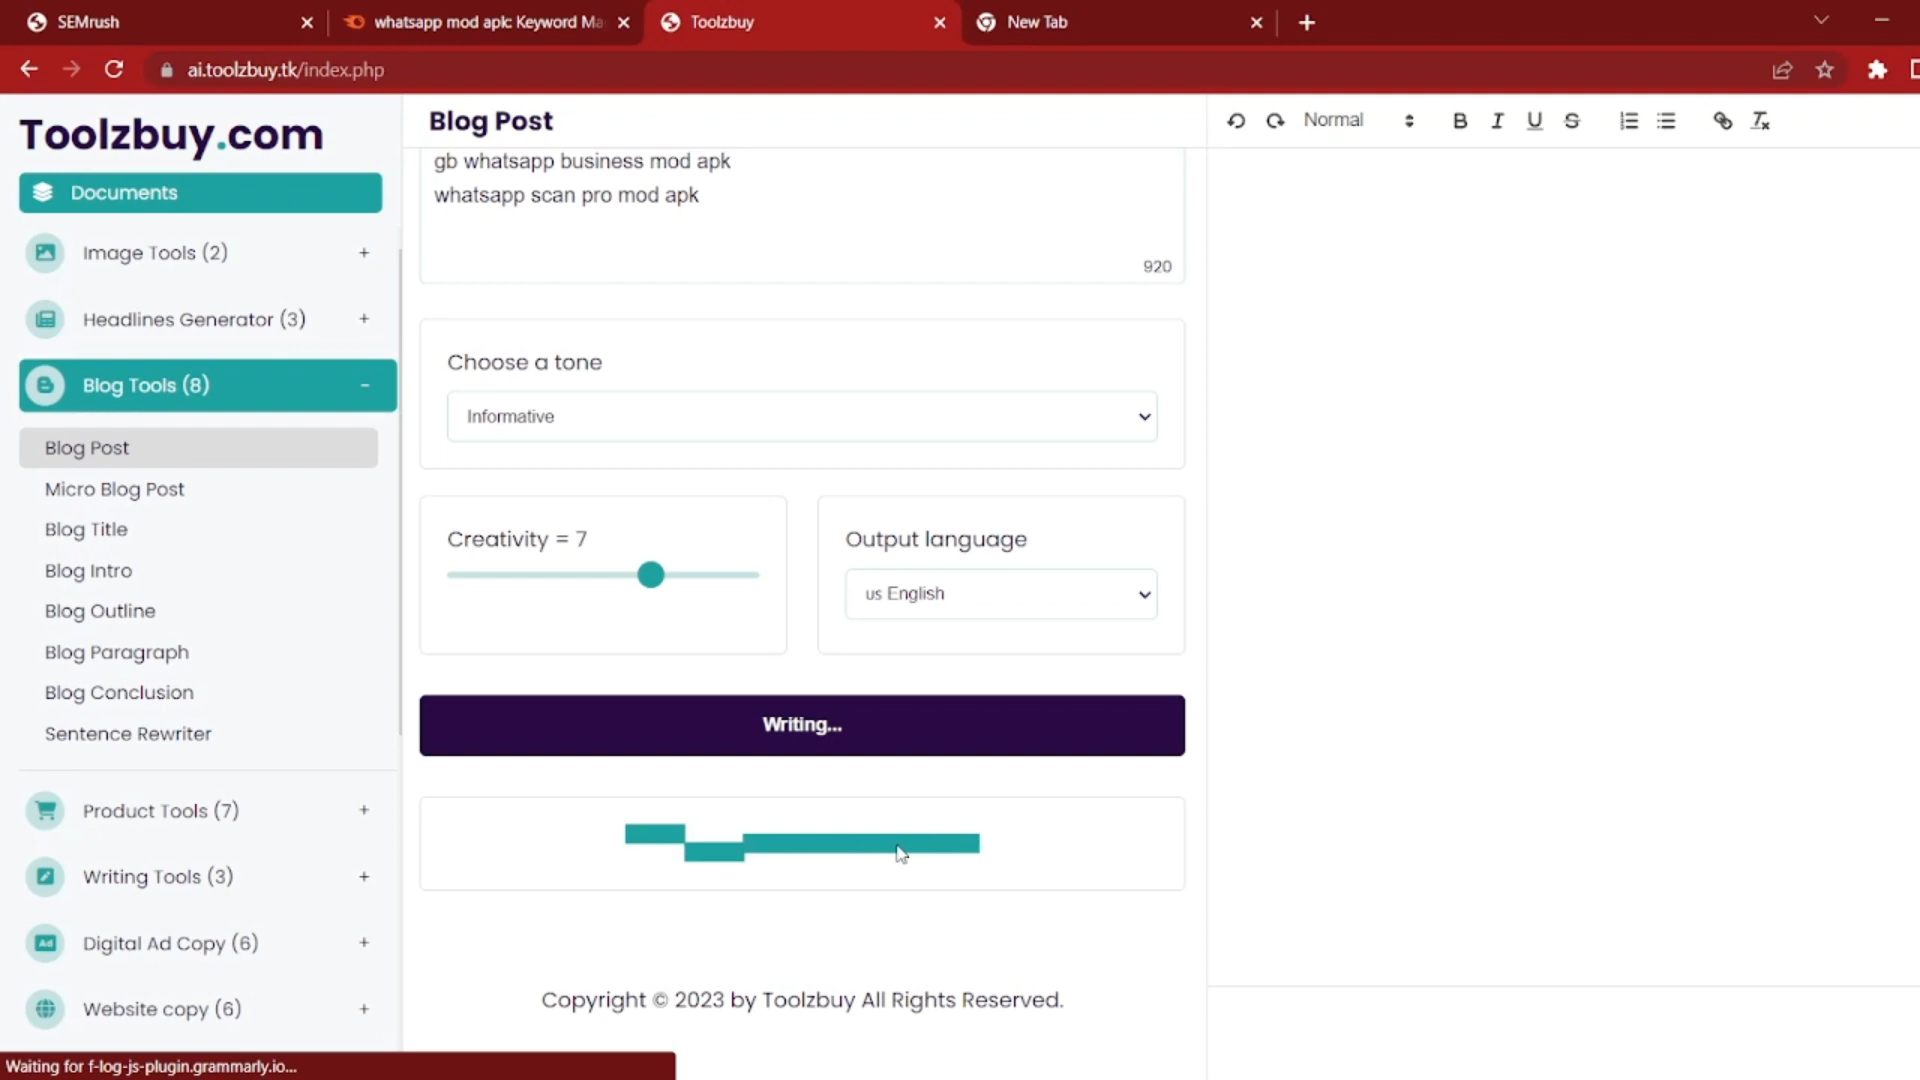 SEMrush
whatsapp mod apk: Keyword Ma
Toolzbuy
New Tab
ai.toolzbuy.tk/index.php
Toolzbuy.com
Documents
Image Tools (2)
Headlines Generator (3)
Blog Tools (8)
Blog Post
Micro Blog Post
Blog Title
Blog Intro
Blog Outline
Blog Paragraph
Blog Conclusion
Sentence Rewriter
Product Tools (7)
Writing Tools (3)
Ad
Digital Ad Copy (6)
Website copy (6)
Blog Post
gb whatsapp business mod apk
whatsapp scan pro mod apk
920
Choose a tone
Informative
Creativity = 7
Output language
us English
Writing...
Copyright © 2023 by Toolzbuy All Rights Reserved.
Normal
B I U S
Waiting for f-log-js-plugin.grammarly.io...